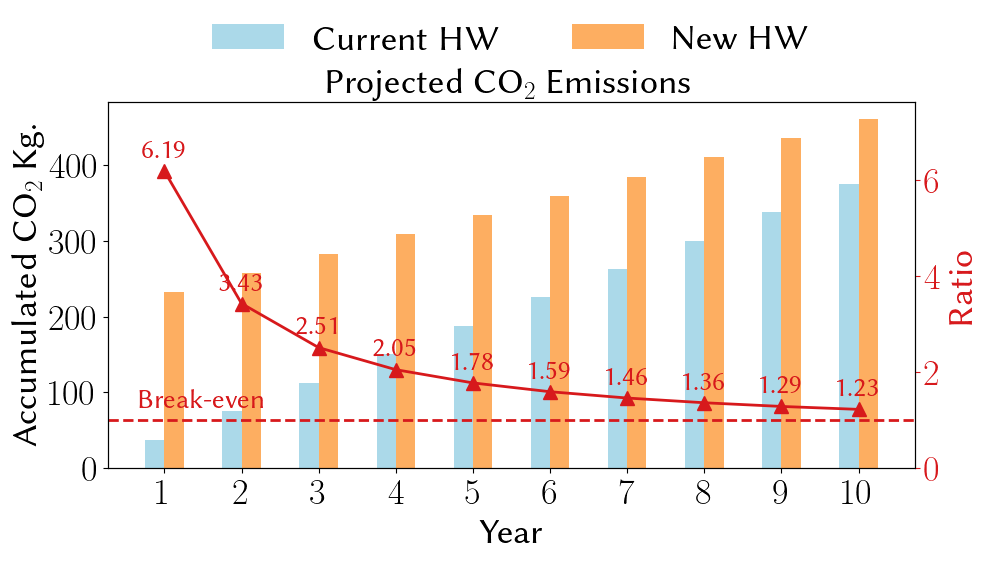 Current HW New HW
Projected CO₂ Emissions
Accumulated CO₂ Kg.
400
300
200
100
0
6.19
3.43
2.51
2.05
1.78
1.59
1.46
1.36
1.29
1.23
Break-even
6
4
2
0
Ratio
1 2 3 4 5 6 7 8 9 10
Year